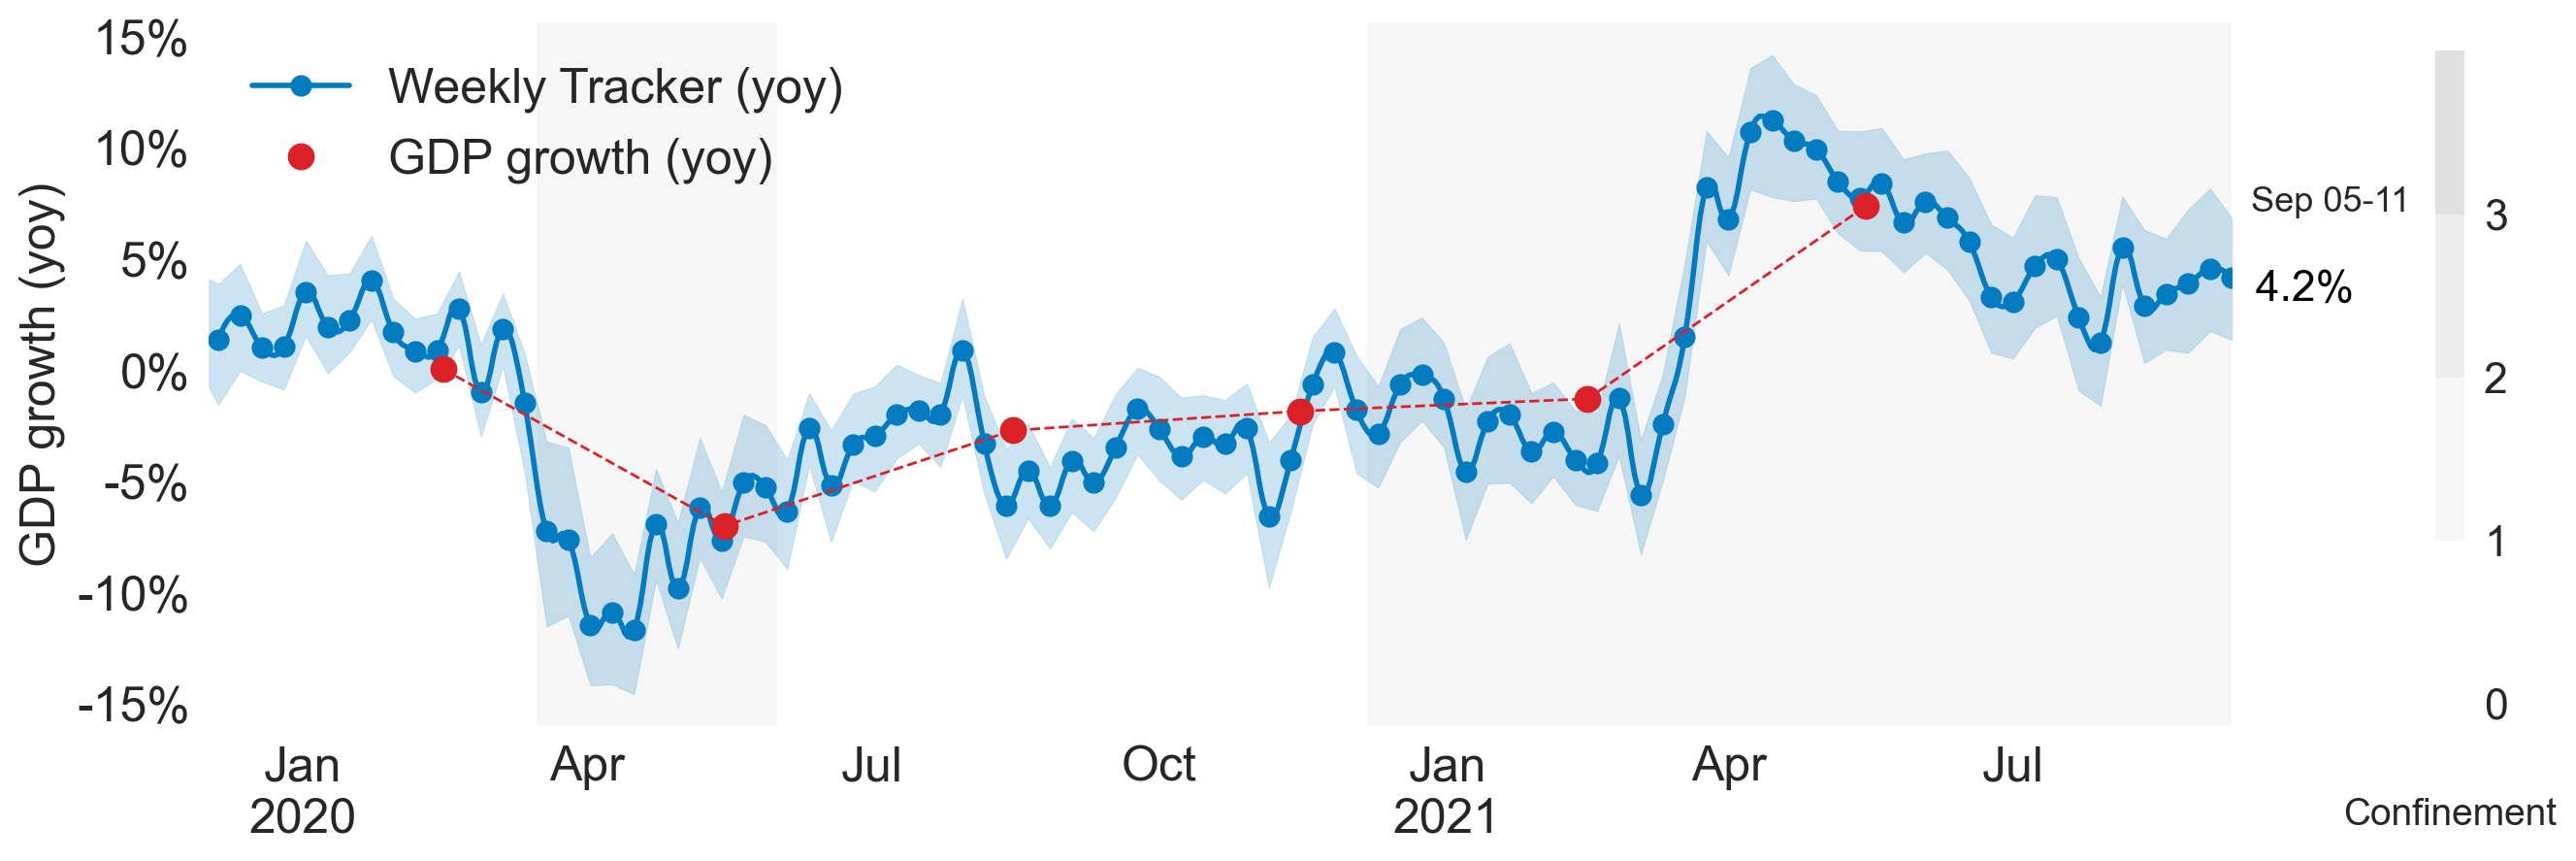 15%
10%
5%
0%
-5%
-10%
-15%
GDP growth (yoy)
Weekly Tracker (yoy)
GDP growth (yoy)
Jan
2020
Apr
Jul
Oct
Jan
2021
Apr
Jul
Sep 05-11
4.2%
3
2
1
0
Confinement